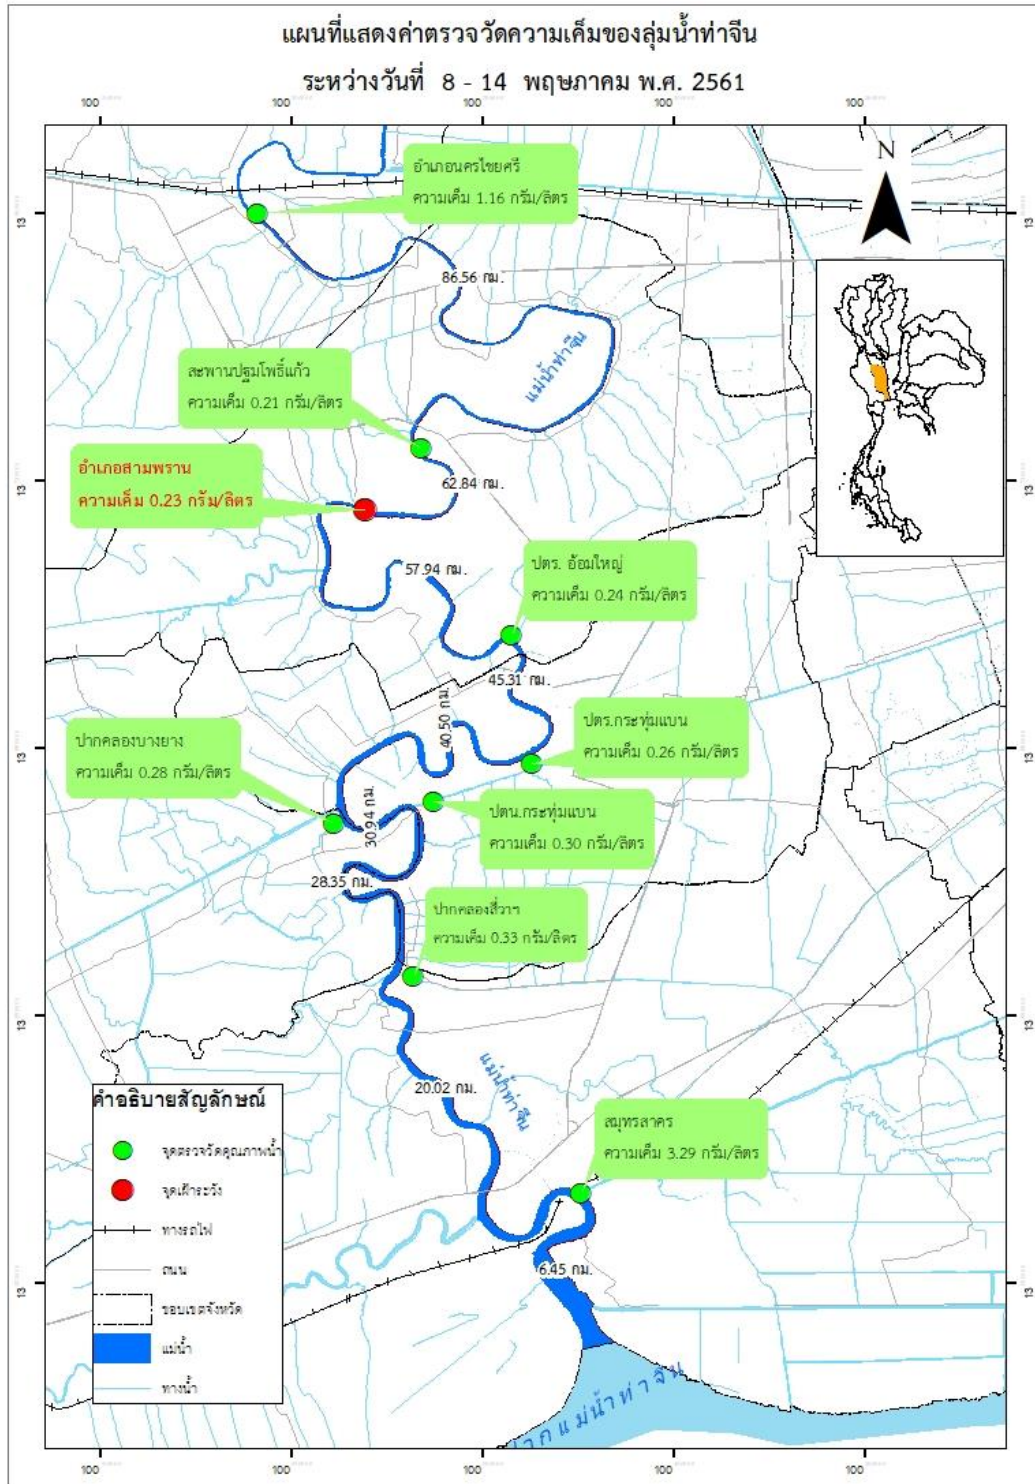 แผนที่แสดงค่าตรวจวัดความเค็มของลุ่มน้ำท่าจีน
ระหว่างวันที่ 8 - 14 พฤษภาคม พ.ศ. 2561
100
100
100
100
100
N
อำเภอนครไชยศรี
ความเค็ม 1.16 กรัม/ลิตร
13
13
86.56 กม.
แม่น้ำท่าจีน
สะพานปฐมโพธิ์แก้ว
ความเค็ม 0.21 กรัม/ลิตร
อำเภอสามพราน
ความเค็ม 0.23 กรัม/ลิตร
62.84 กม.
13
13
57.94 กม.
ปตร. อ้อมใหญ่
ความเค็ม 0.24 กรัม/ลิตร
45.31 กม.
40.50 กม.
ปตร.กระทุ่มแบน
ความเค็ม 0.26 กรัม/ลิตร
ปากคลองบางยาง
ความเค็ม 0.28 กรัม/ลิตร
13
13
30.94 กม.
ปตน.กระทุ่มแบน
ความเค็ม 0.30 กรัม/ลิตร
28.35 กม.
ปากคลองสี่วาฯ
ความเค็ม 0.33 กรัม/ลิตร
13
13
20.02 กม.
แม่น้ำท่าจีน
สมุทรสาคร
ความเค็ม 3.29 กรัม/ลิตร
6.45 กม.
13
13
คำอธิบายสัญลักษณ์
จุดตรวจวัดคุณภาพน้ำ
จุดเฝ้าระวัง
ทางรถไฟ
ถนน
ขอบเขตจังหวัด
แม่น้ำ
ทางน้ำ
ปากแม่น้ำท่าจีน
100
100
100
100
100